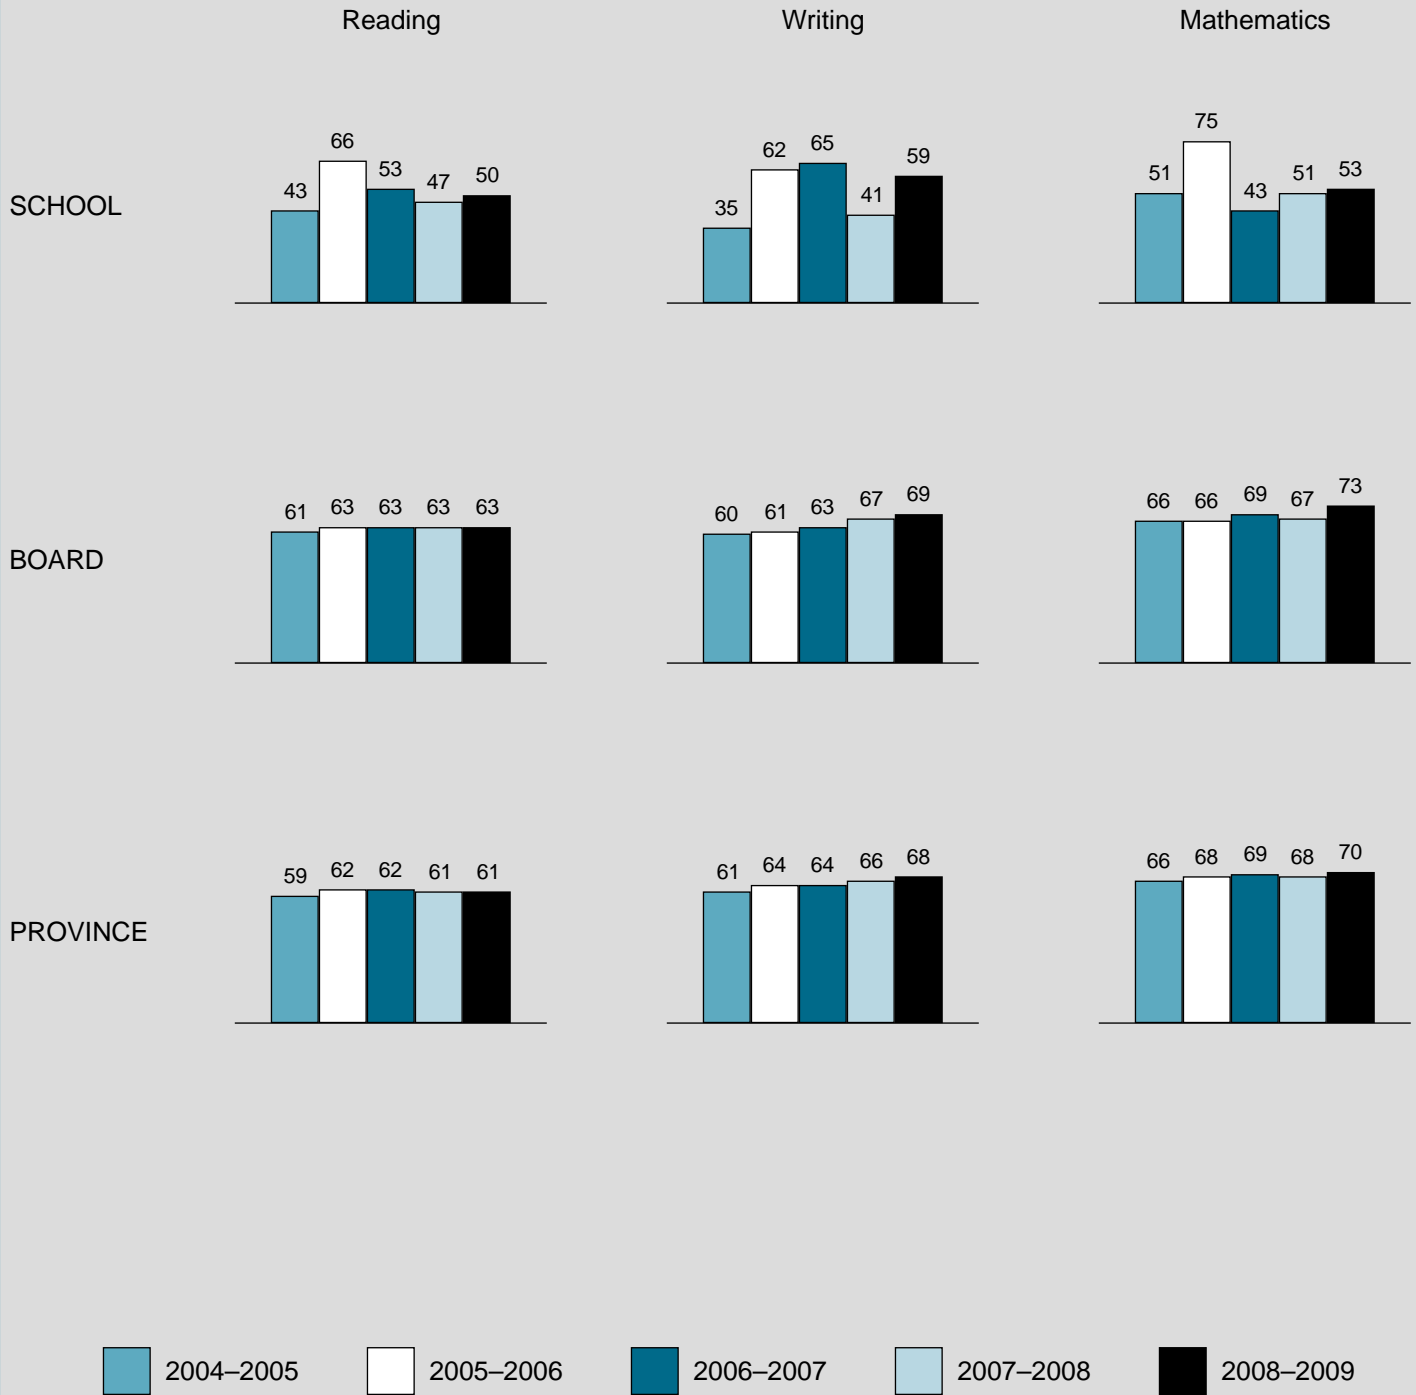 Reading Writing Mathematics
SCHOOL
43 66 53 47 50
35 62 65 41 59
51 75 43 51 53
BOARD
61 63 63 63 63
60 61 63 67 69
66 66 69 67 73
PROVINCE
59 62 62 61 61
61 64 64 66 68
66 68 69 68 70
2004–2005 2005–2006 2006–2007 2007–2008 2008–2009